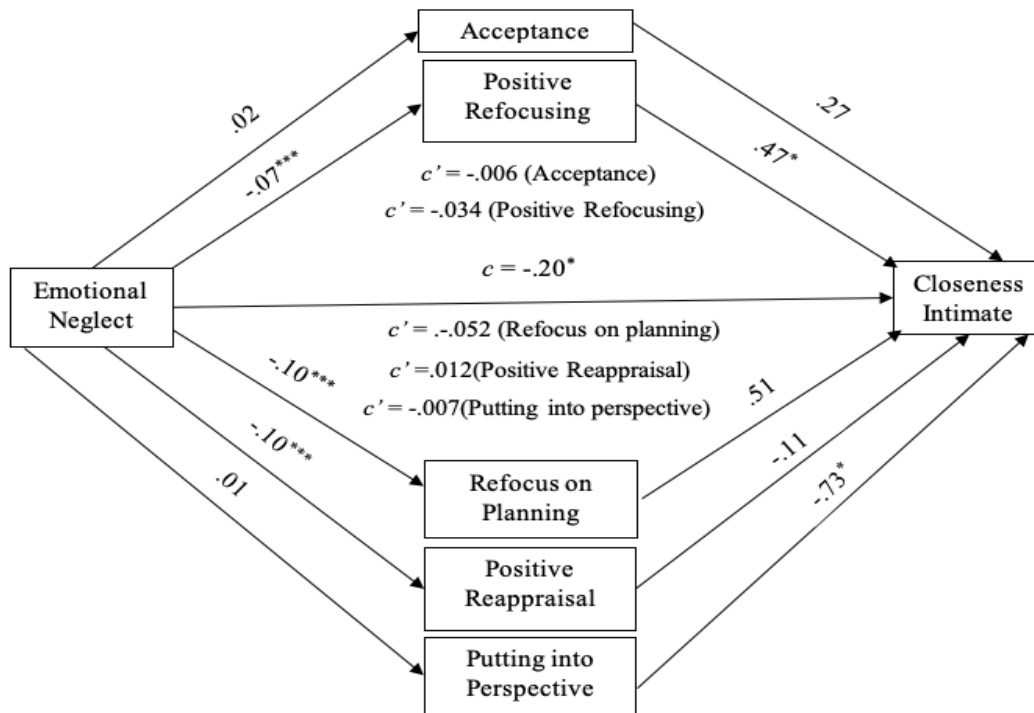 Acceptance
Positive
Refocusing
.02
-.07***
.27
.47*
c’ = -.006 (Acceptance)
c’ = -.034 (Positive Refocusing)
c = -.20*
Emotional
Neglect
Closeness
Intimate
c’ = .-.052 (Refocus on planning)
c’ =.012(Positive Reappraisal)
c’ = -.007(Putting into perspective)
-.10***
-.10***
.01
.51
-.11
-.73*
Refocus on
Planning
Positive
Reappraisal
Putting into
Perspective